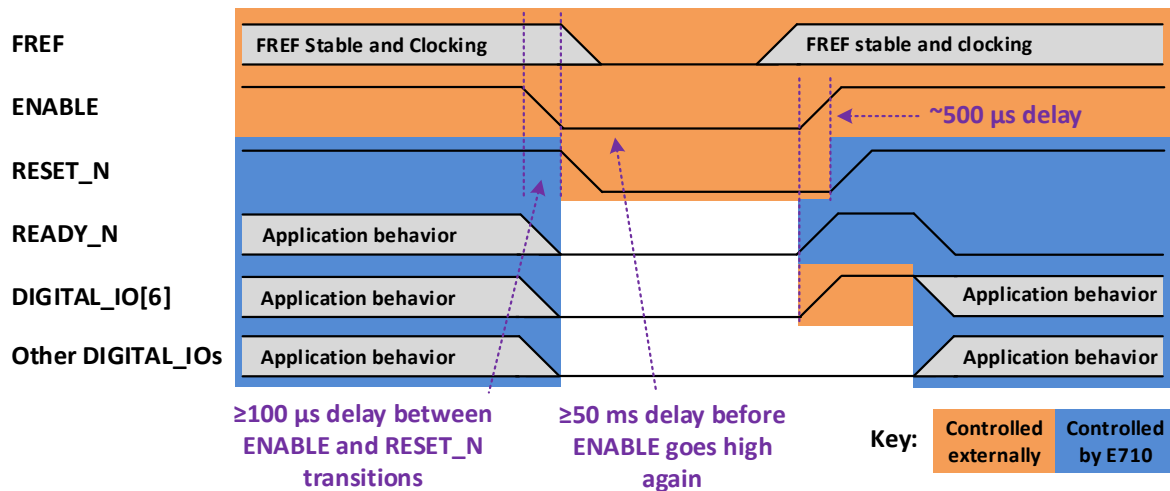 FREF
FREF Stable and Clocking
FREF stable and clocking
ENABLE
~500 µs delay
RESET_N
READY_N
Application behavior
DIGITAL_IO[6]
Application behavior
Application behavior
Other DIGITAL_IOs
Application behavior
Application behavior
≥100 µs delay between
ENABLE and RESET_N
transitions
≥50 ms delay before
ENABLE goes high
again
Key:
Controlled
externally
Controlled
by E710